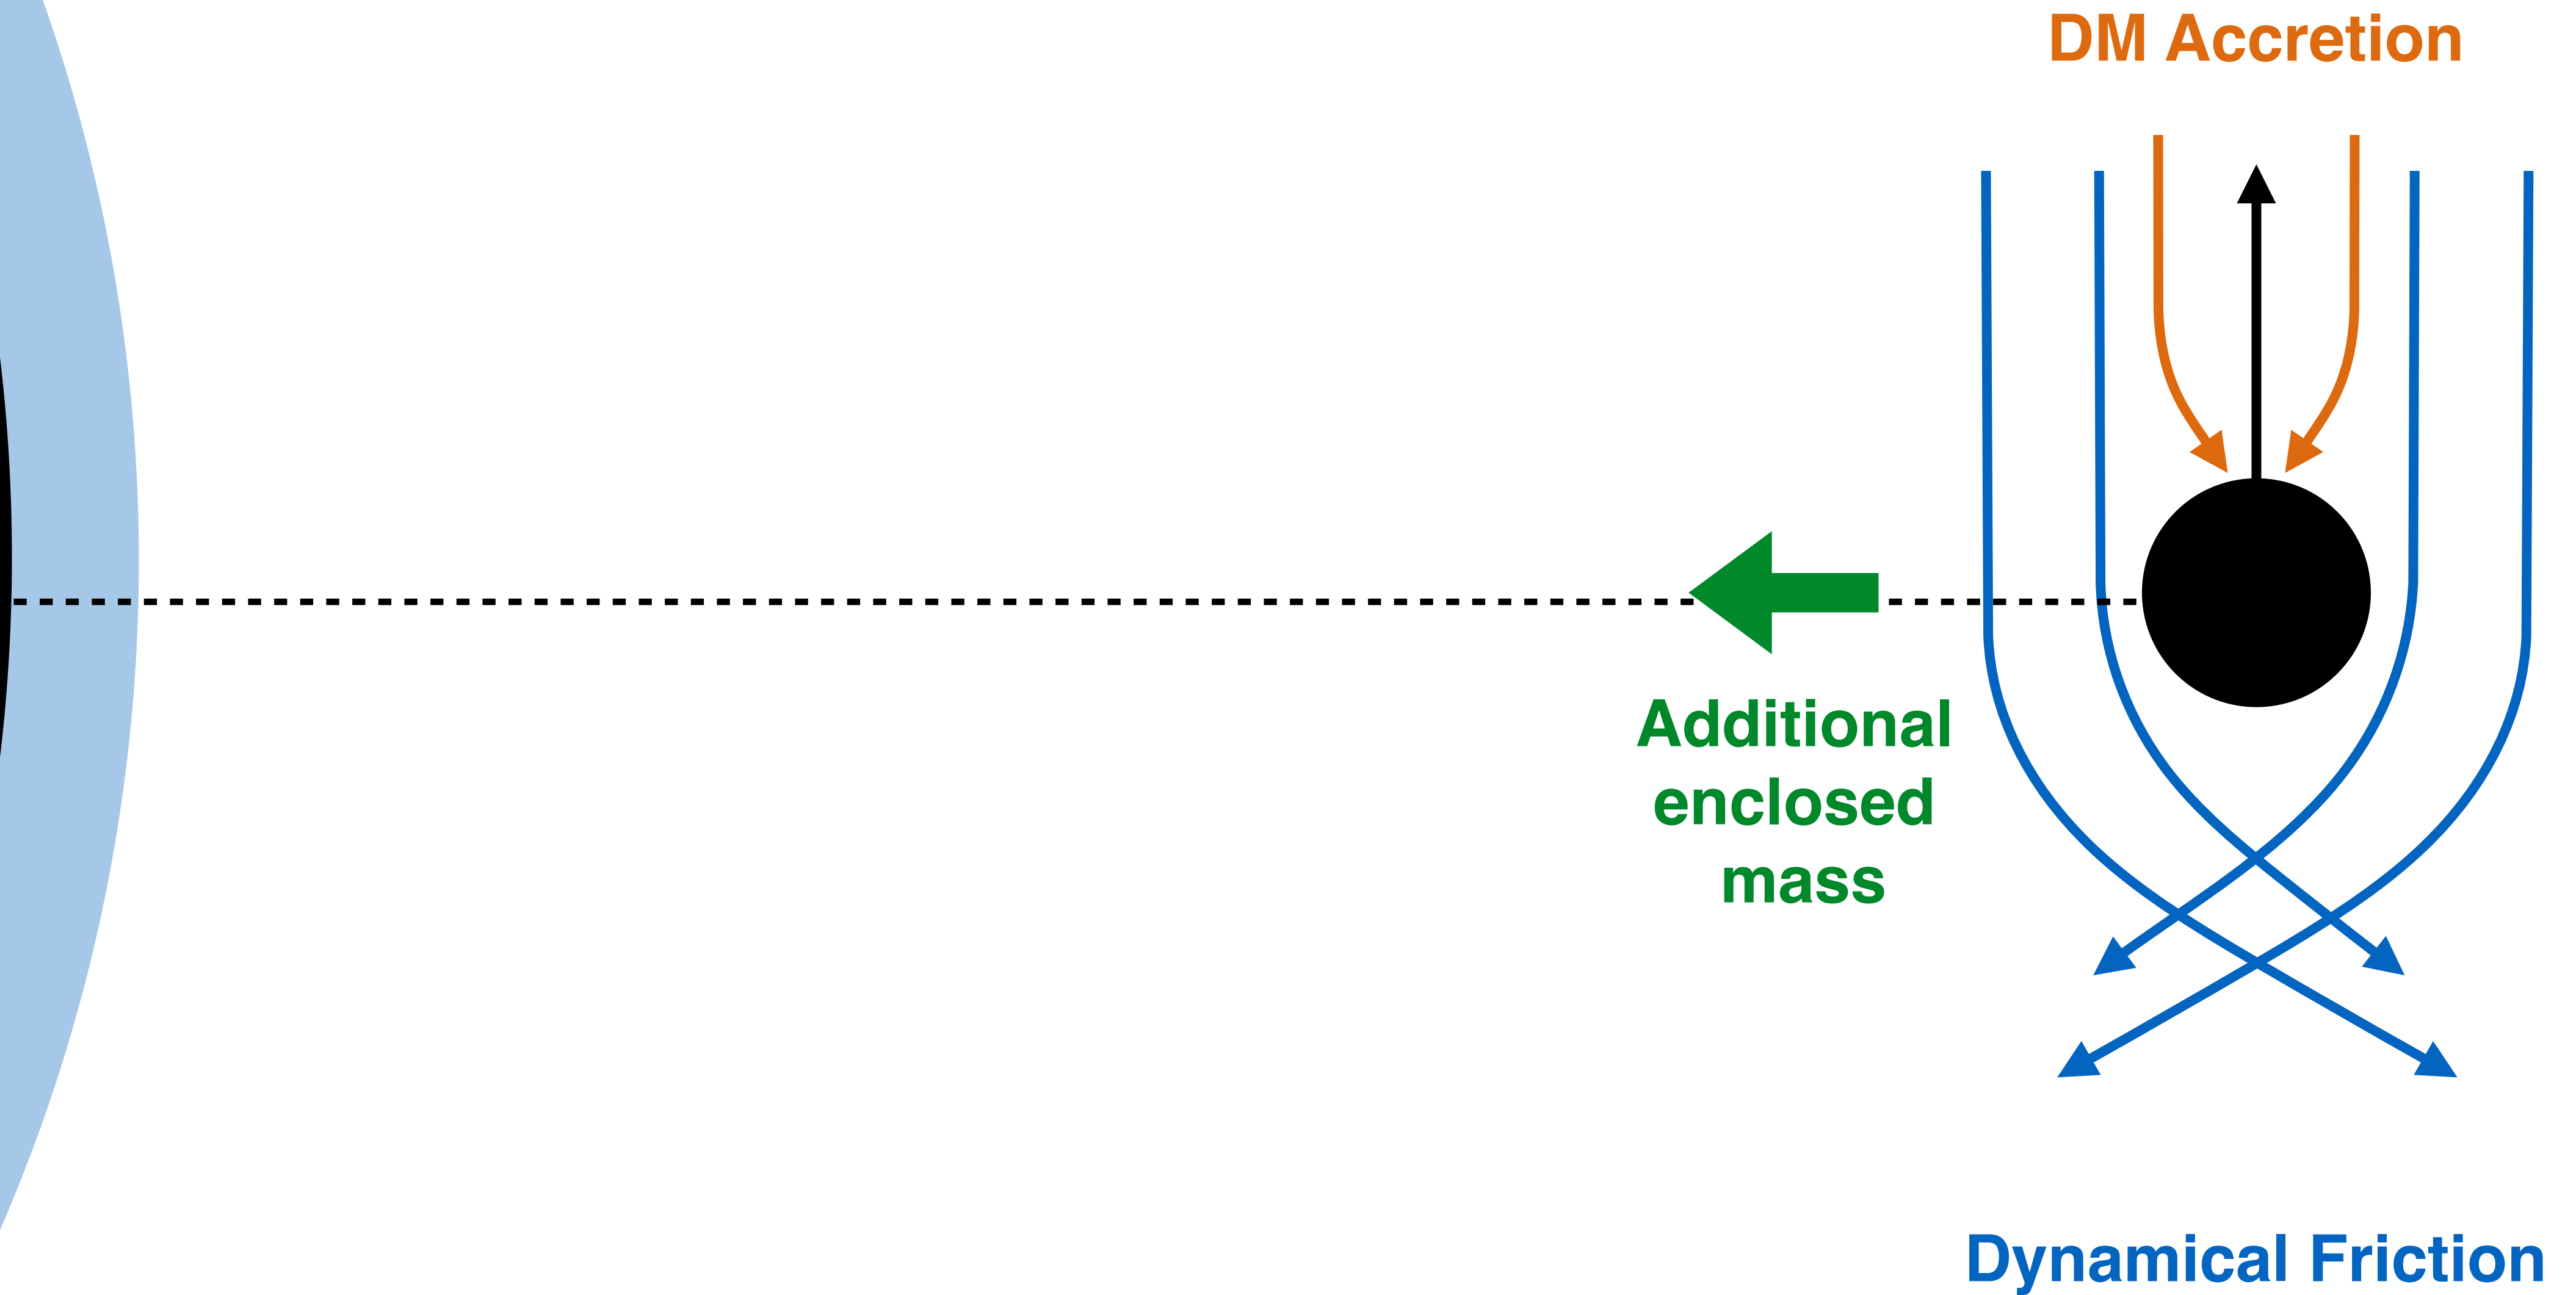 DM Accretion
Additional
enclosed
mass
Dynamical Friction